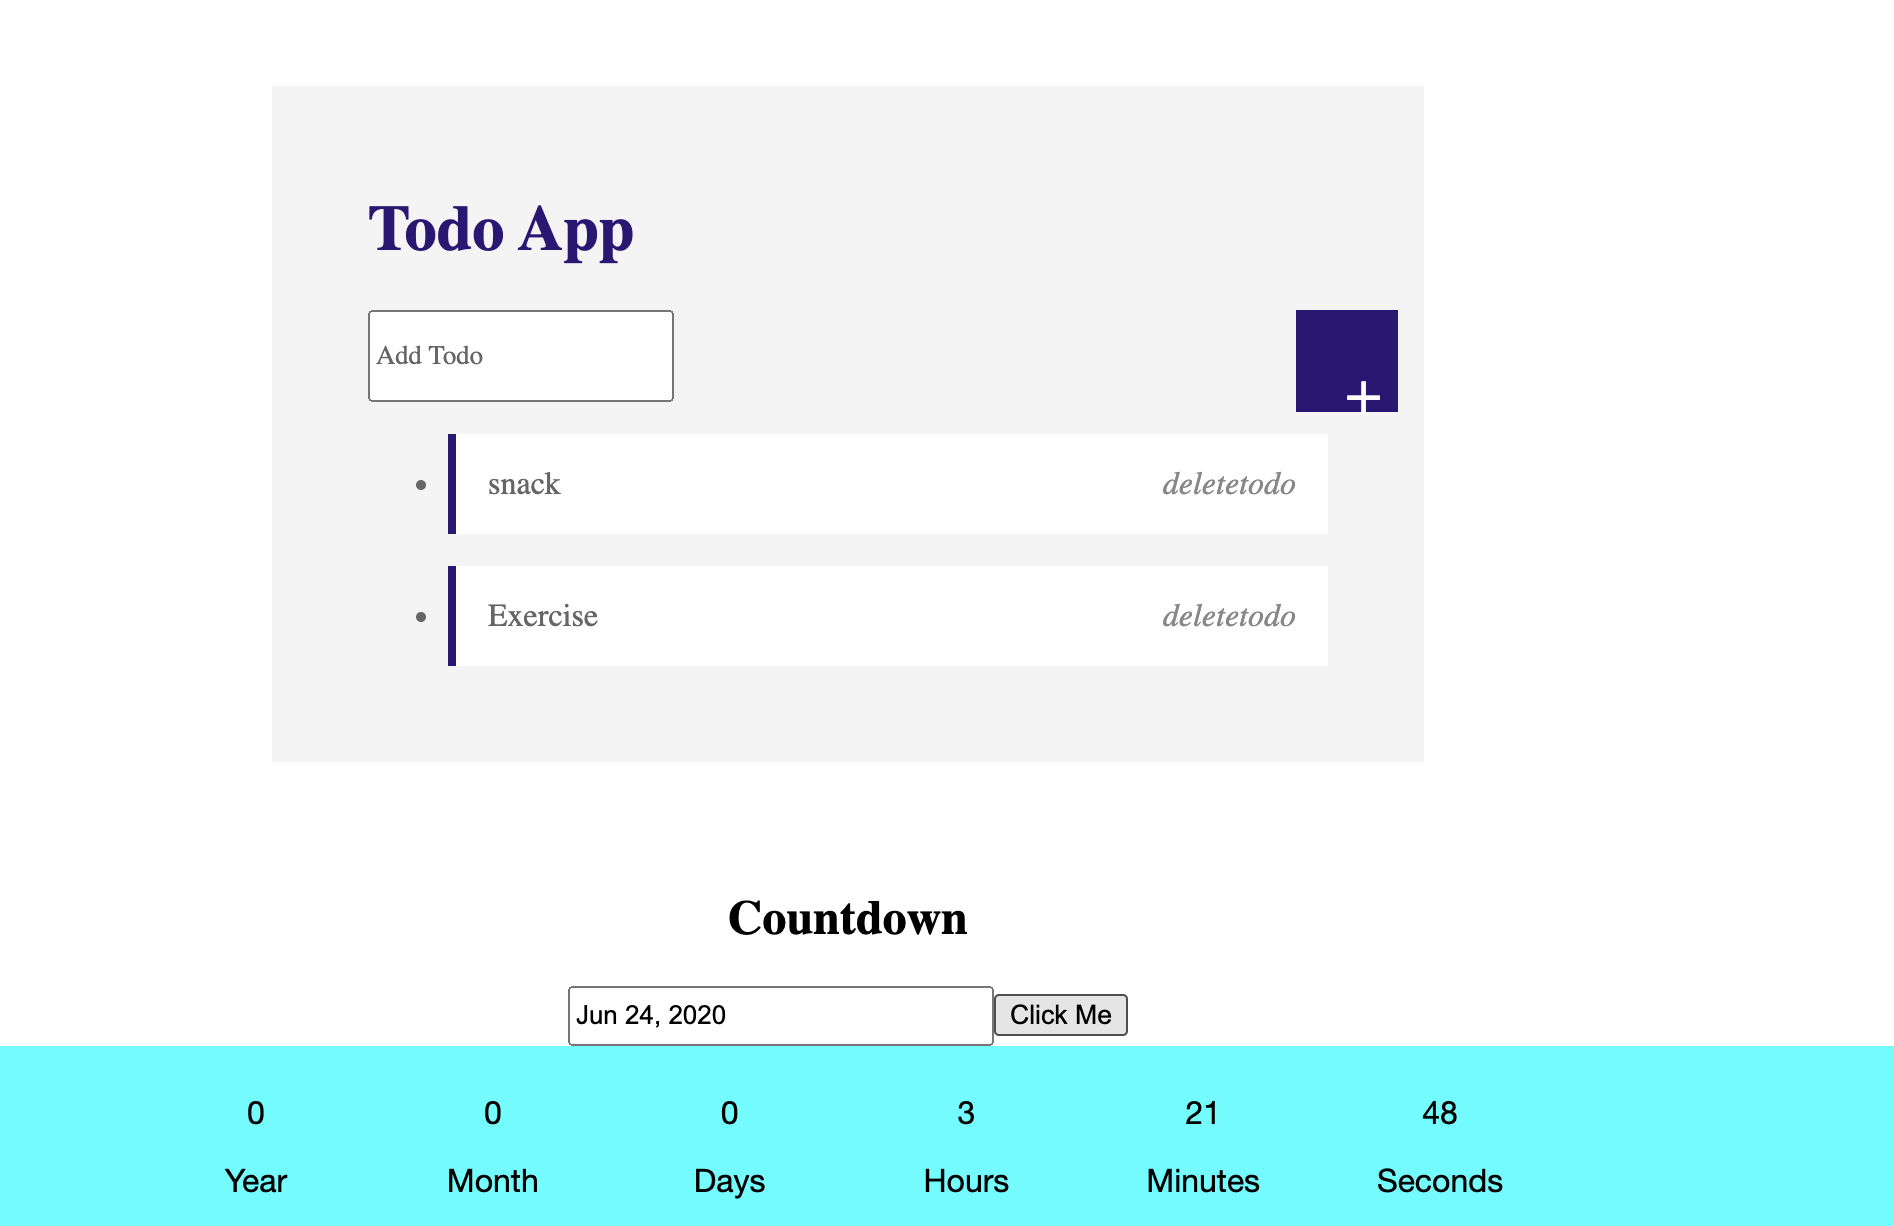 Todo App
Add Todo
+
snack deletetodo
Exercise deletetodo
Countdown
Jun 24, 2020 Click Me
0 0 0 3 21 48
Year Month Days Hours Minutes Seconds